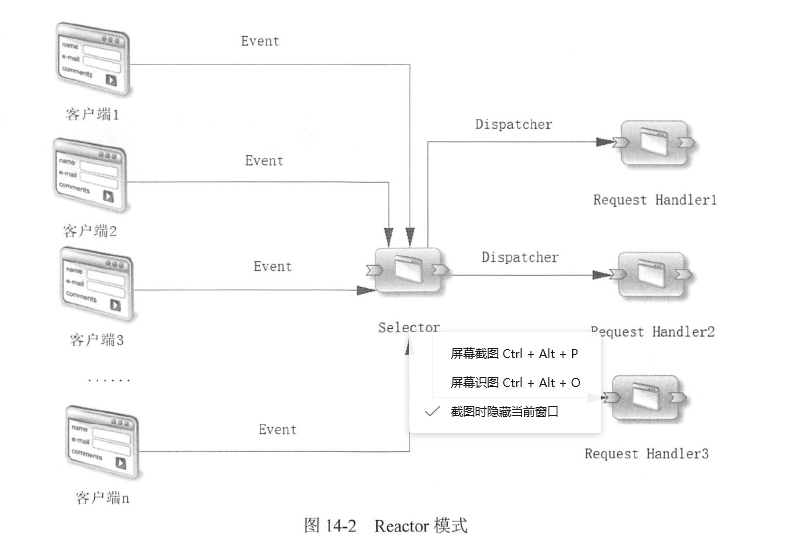 Event
name
e-mail
comments
客户端1
Dispatcher
Event
name
e-mail
comments
Request Handler1
客户端2
Dispatcher
Event
name
e-mail
comments
Selector
Request Handler2
客户端3
屏幕截图 Ctrl + Alt + P
屏幕识图 Ctrl + Alt + O
截图时隐藏当前窗口
......
Event
name
e-mail
comments
Request Handler3
客户端n
图 14-2 Reactor 模式